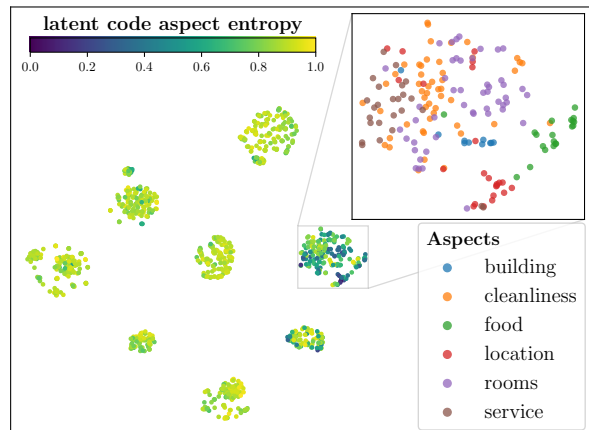 latent code aspect entropy
0.0 0.2 0.4 0.6 0.8 1.0
Aspects
building
cleanliness
food
location
rooms
service